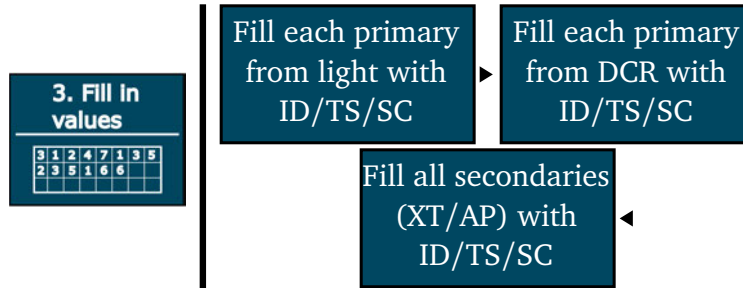 3. Fill in
values
3 1 2 4 7 1 3 5
2 3 5 1 6 6
Fill each primary
from light with
ID/TS/SC
Fill each primary
from DCR with
ID/TS/SC
Fill all secondaries
(XT/AP) with
ID/TS/SC